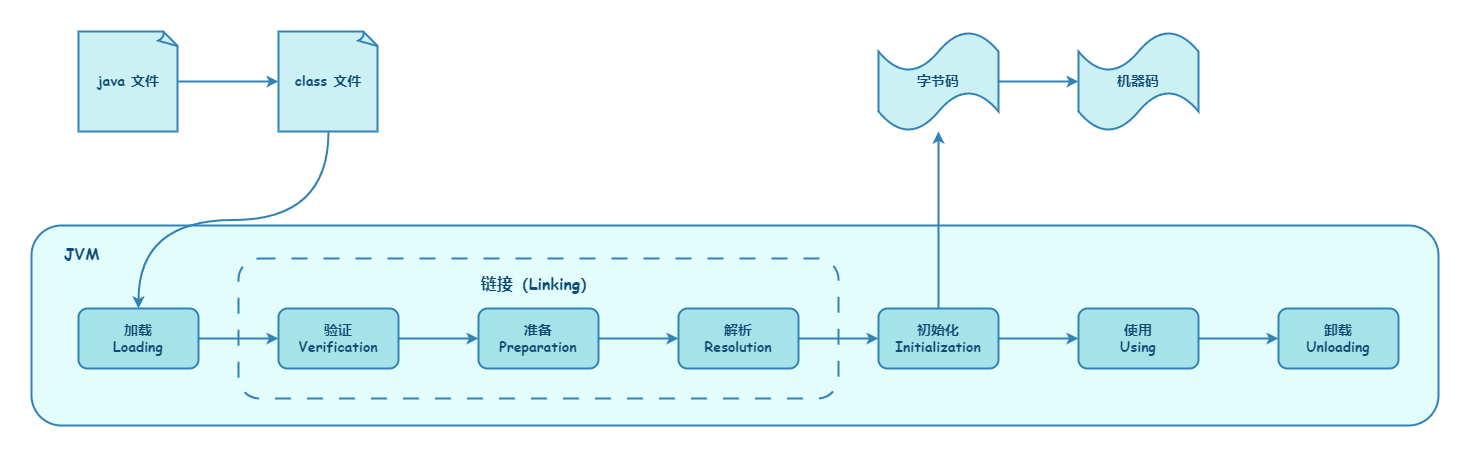 java 文件
class 文件
字节码
机器码
JVM
链接 (Linking)
加载
Loading
验证
Verification
准备
Preparation
解析
Resolution
初始化
Initialization
使用
Using
卸载
Unloading